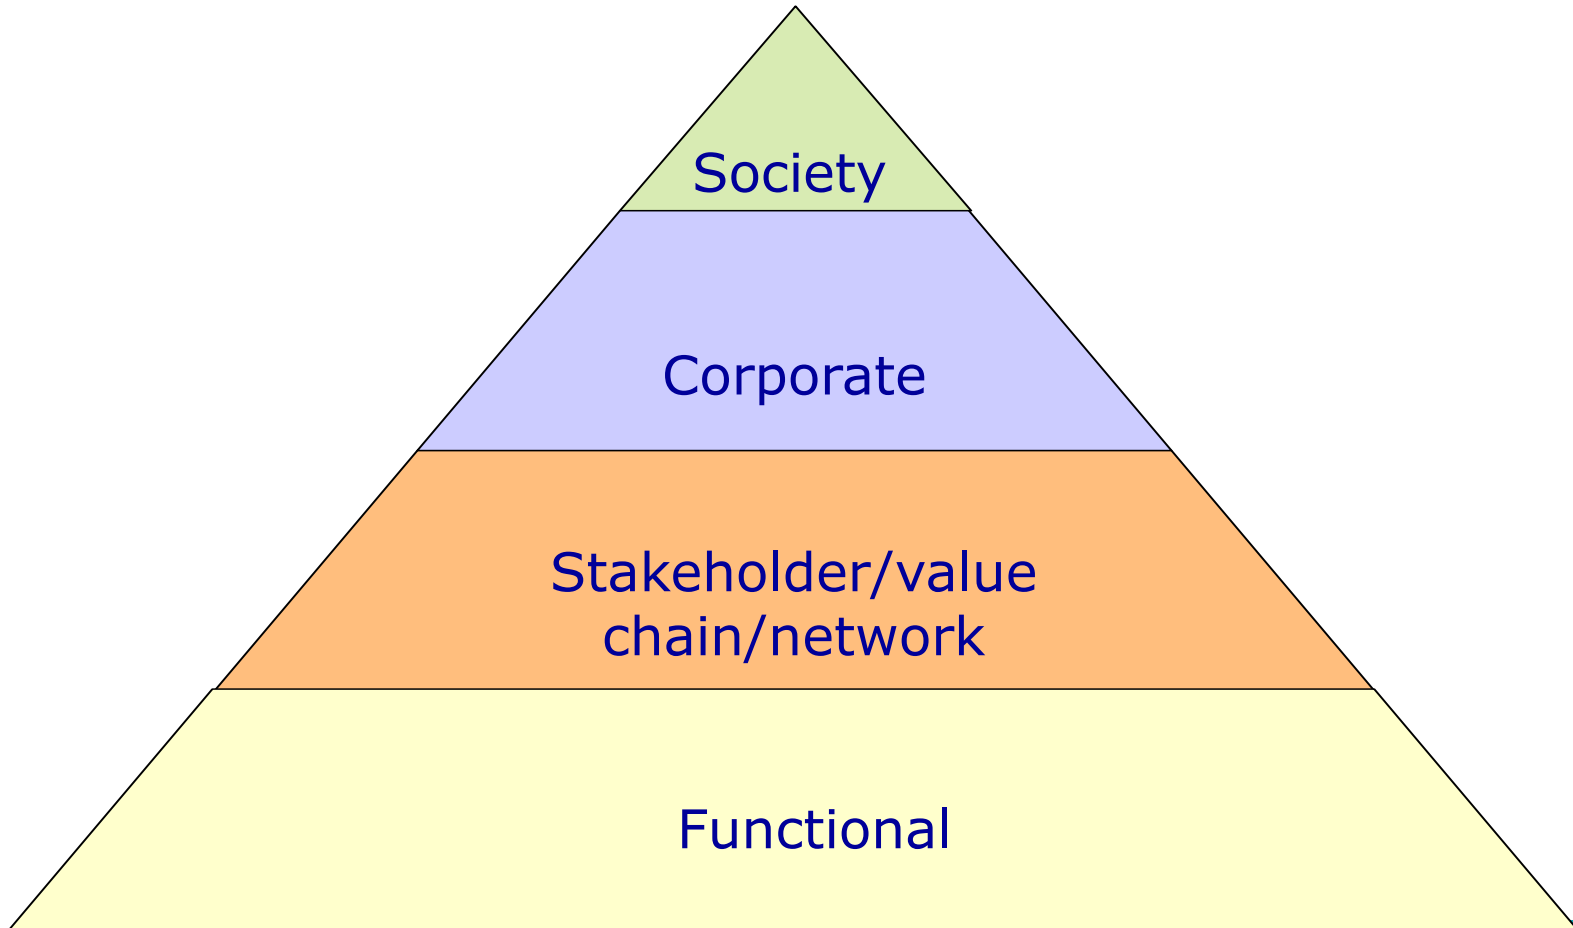 Society
Corporate
Stakeholder/value
chain/network
Functional